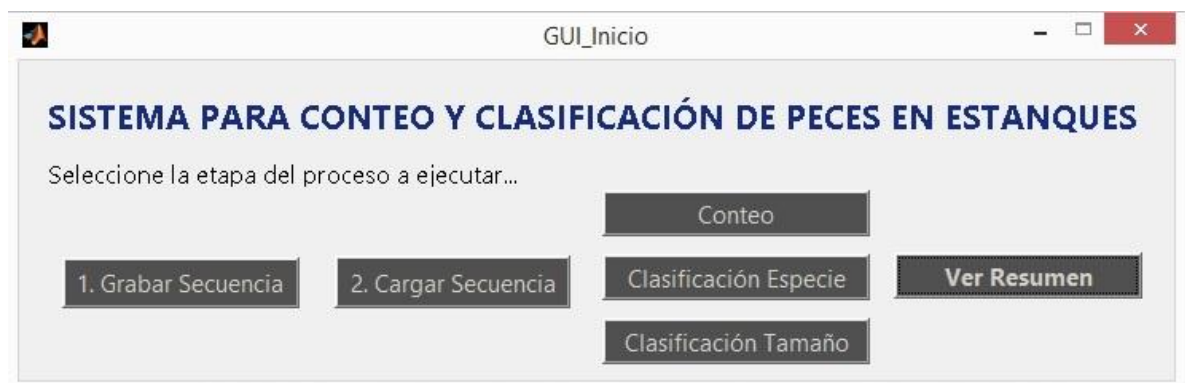 GUI_Inicio
SISTEMA PARA CONTEO Y CLASIFICACIÓN DE PECES EN ESTANQUES
Seleccione la etapa del proceso a ejecutar...
Conteo
1. Grabar Secuencia
2. Cargar Secuencia
Clasificación Especie
Ver Resumen
Clasificación Tamaño